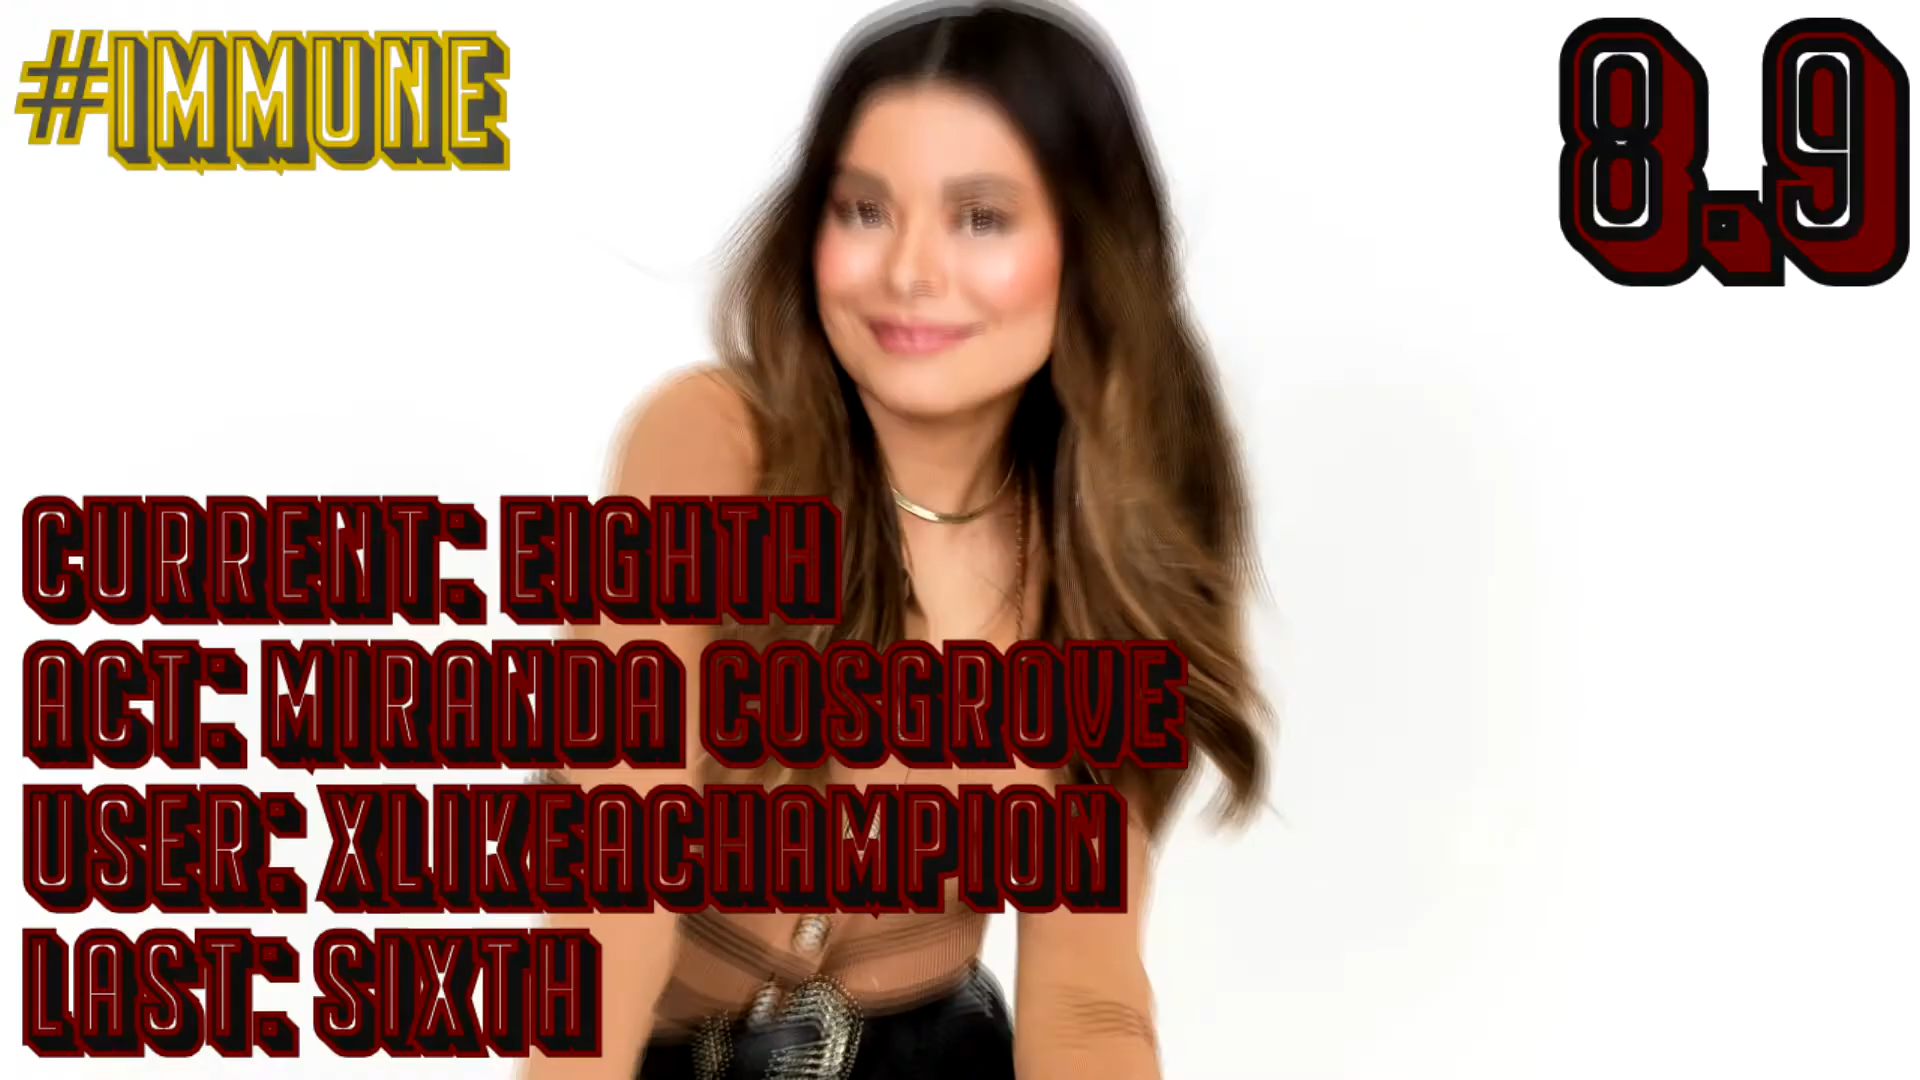 #IMMUNE
8.9
CURRENT: EIGHTH
ACT: MIRANDA COSGROVE
USER: XLIKEACHAMPION
LAST: SIXTH